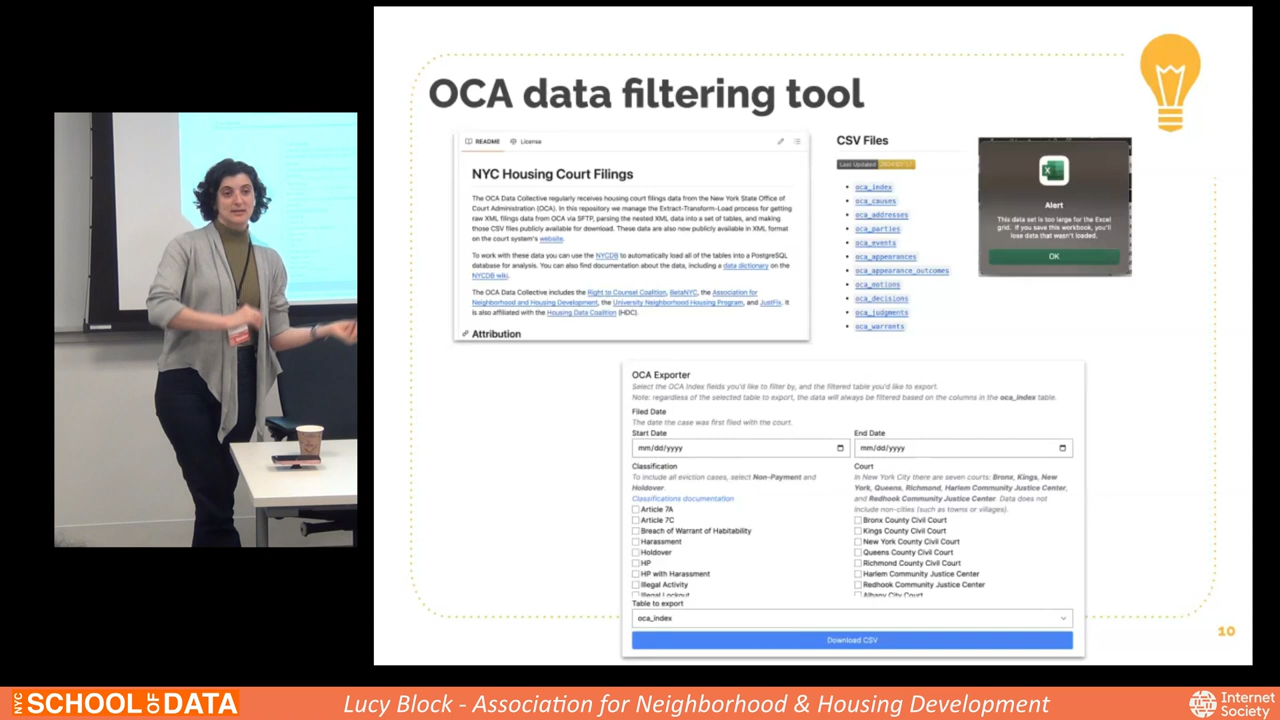 OCA data filtering tool
README
License
NYC Housing Court Filings
The OCA Data Collective regularly receives housing court filings data from the New York State Office of
Court Administration (OCA). In this repository we manage the Extract-Transform-Load process for getting
raw XML filings data from OCA via SFTP, parsing the nested XML data into a set of tables, and making
those CSV files publicly available for download. These data are also now publicly available in XML format
on the court system's website.
To work with these data you can use the NYCDB to automatically load all of the tables into a PostgreSQL
database for analysis. You can also find documentation about the data, including a data dictionary on the
NYCDB wiki.
The OCA Data Collective includes the Right to Counsel Coalition, BetaNYC, the Association for
Neighborhood and Housing Development, the University Neighborhood Housing Program, and JustFix. It
is also affiliated with the Housing Data Coalition (HDC).
Attribution
CSV Files
Last Updated
oca_index
oca_causes
oca_addresses
oca_parties
oca_events
oca_appearances
oca_appearance_outcomes
oca_motions
oca_decisions
oca_judgments
oca_warrants
Alert
This data set is too large for the Excel
grid. If you save this workbook, you'll
lose data that wasn't loaded.
OK
OCA Exporter
Select the OCA Index fields you'd like to filter by, and the filtered table you'd like to export.
Note: regardless of the selected table to export, the data will always be filtered based on the columns in the oca_index table.
Filed Date
The date the case was first filed with the court.
Start Date
mm/dd/yyyy
End Date
mm/dd/yyyy
Classification
To include all eviction cases, select Non-Payment and
Holdover.
Classifications documentation
Article 7A
Article 7C
Breach of Warrant of Habitability
Harassment
Holdover
HP
HP with Harassment
Illegal Activity
Illegal Lockout
Court
In New York City there are seven courts: Bronx, Kings, New
York, Queens, Richmond, Harlem Community Justice Center,
and Redhook Community Justice Center. Data does not
include non-cities (such as towns or villages).
Bronx County Civil Court
Kings County Civil Court
New York County Civil Court
Queens County Civil Court
Richmond County Civil Court
Harlem Community Justice Center
Redhook Community Justice Center
Albany City Court
Table to export
oca_index
Download CSV
10
NYC SCHOOL OF DATA
Lucy Block - Association for Neighborhood & Housing Development
Internet
Society